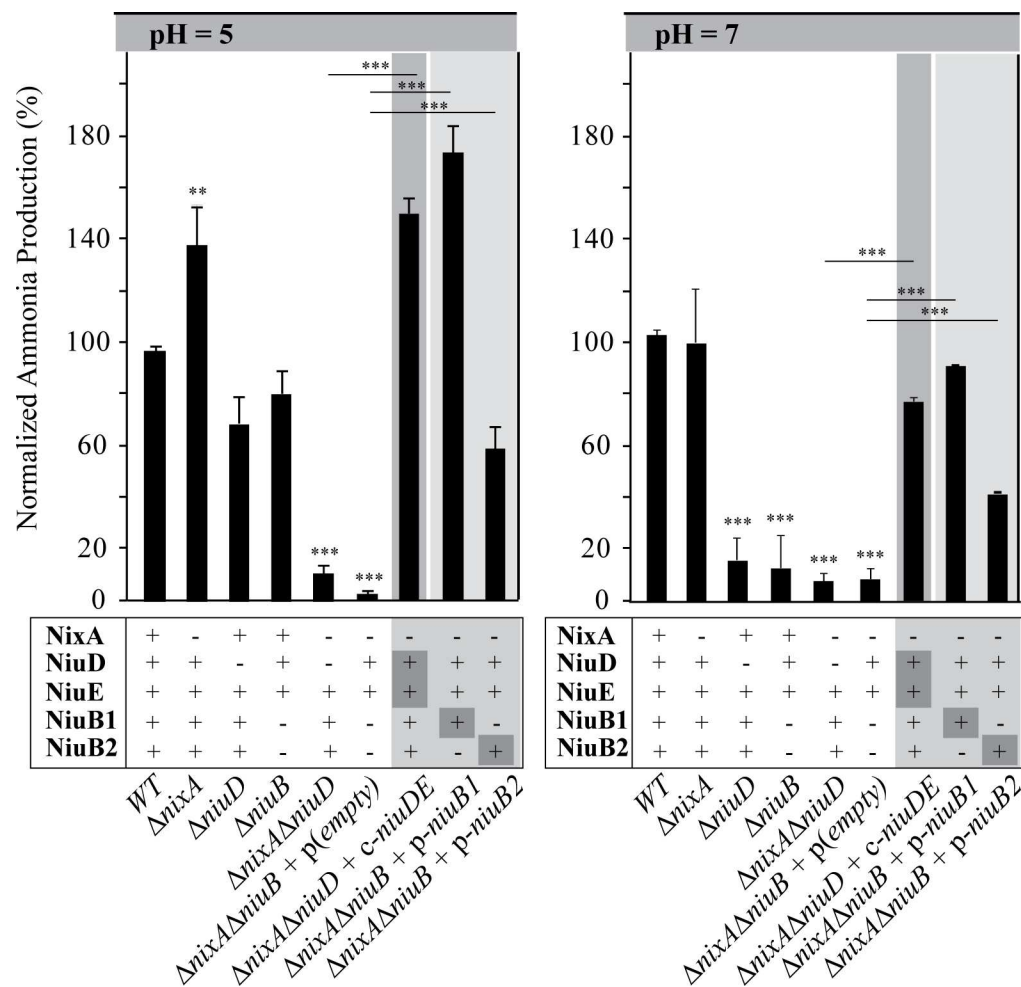 pH = 5
Normalized Ammonia Production (%)
180
140
100
60
20
0
**
***
***
***
***
***
NixA + - + + - - - - -
NiuD + + - + - + + + +
NiuE + + + + + + + + +
NiuB1 + + + - + - + + -
NiuB2 + + + - + - + - +
WT
ΔnixA
ΔniuD
ΔniuB
ΔnixAΔniuD
ΔnixAΔniuB + p(empty)
ΔnixAΔniuD + c-niuDE
ΔnixAΔniuB + p-niuB1
ΔnixAΔniuB + p-niuB2
pH = 7
180
140
100
60
20
0
***
***
***
***
***
***
***
NixA + - + + - - - - -
NiuD + + - + - + + + +
NiuE + + + + + + + + +
NiuB1 + + + - + - + + -
NiuB2 + + + - + - + - +
WT
ΔnixA
ΔniuD
ΔniuB
ΔnixAΔniuD
ΔnixAΔniuB + p(empty)
ΔnixAΔniuD + c-niuDE
ΔnixAΔniuB + p-niuB1
ΔnixAΔniuB + p-niuB2